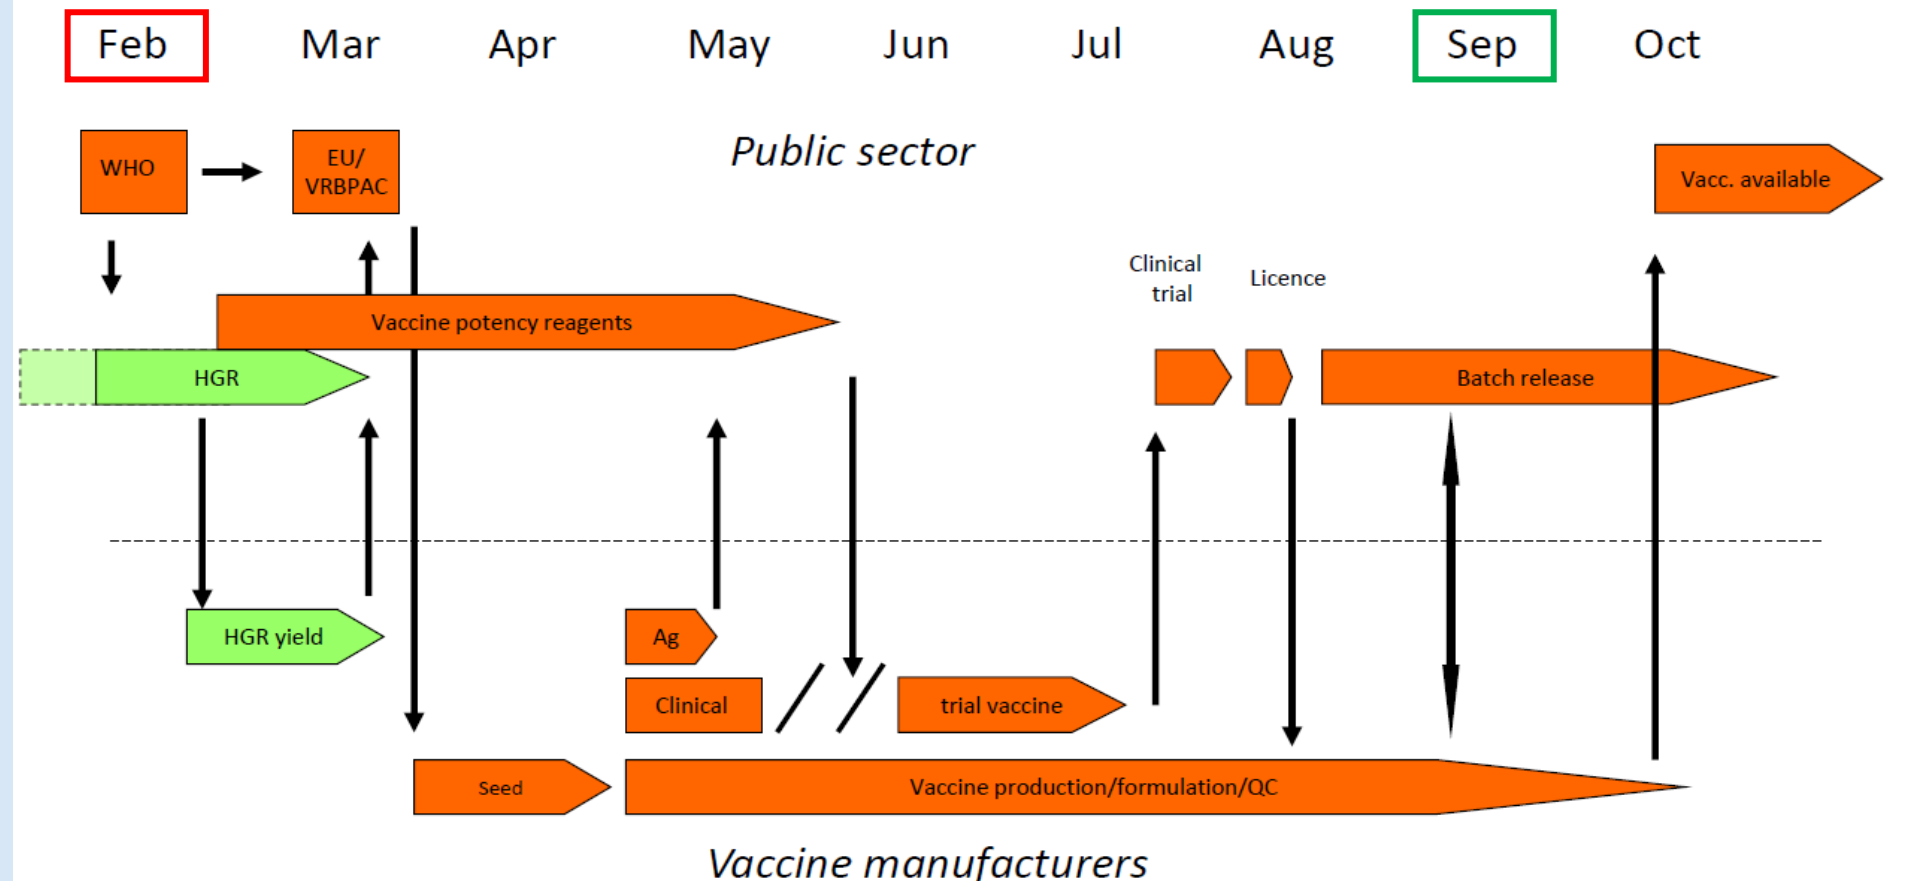 Feb Mar Apr May Jun Jul Aug Sep Oct
Public sector
WHO
EU/
VRBPAC
Vacc. available
Clinical
trial
Licence
Vaccine potency reagents
HGR
Batch release
HGR yield
Ag
Clinical
trial vaccine
Seed
Vaccine production/formulation/QC
Vaccine manufacturers